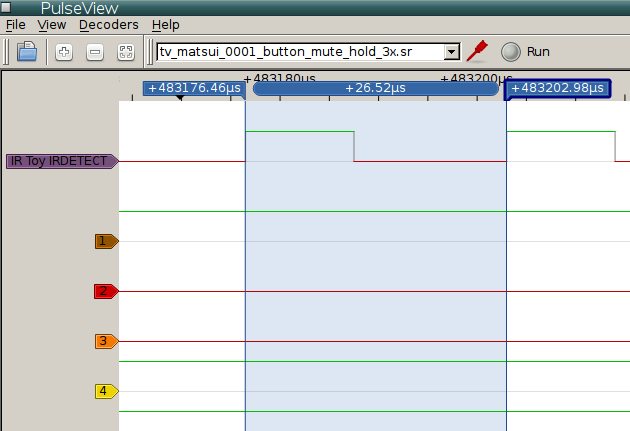 PulseView
File View Decoders Help
tv_matsui_0001_button_mute_hold_3x.sr Run
+483180µs +483200µs
+483176.46µs +26.52µs +483202.98µs
IR Toy IRDETECT
1
2
3
4